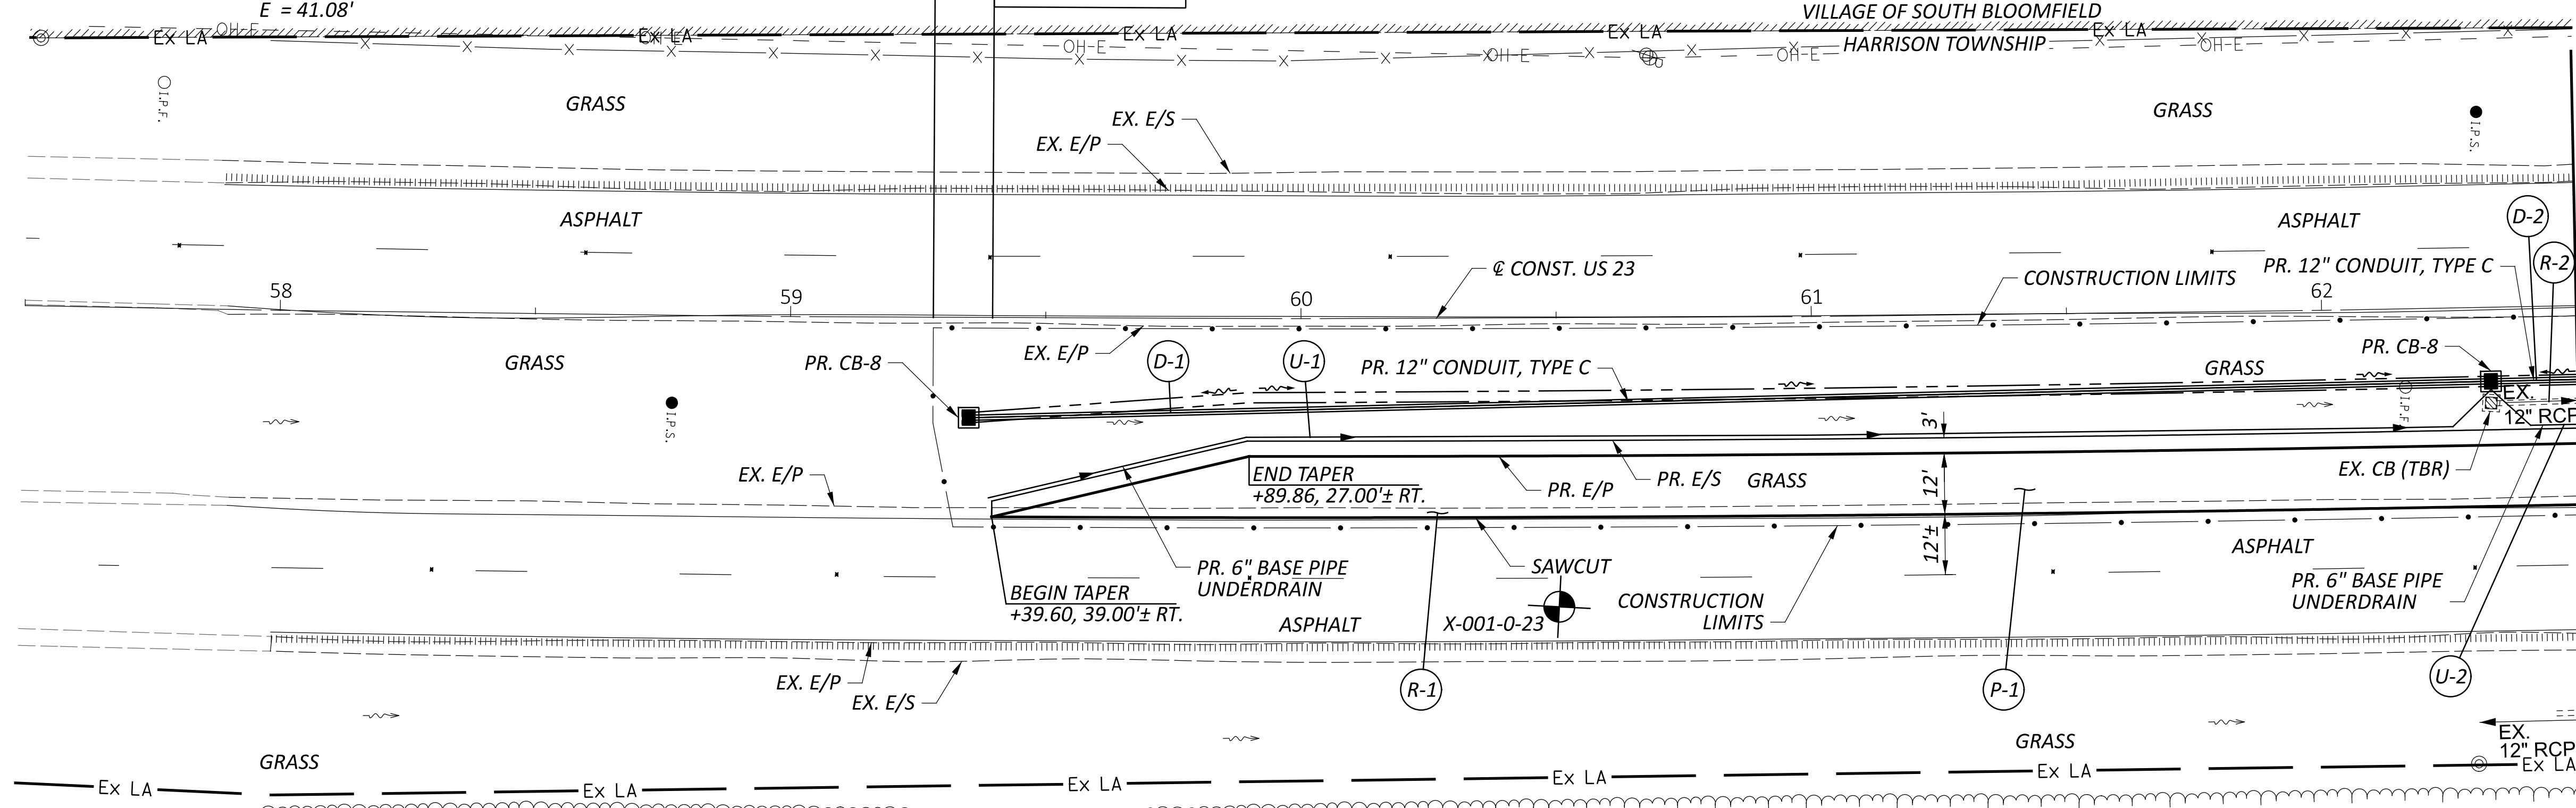 E = 41.08'
VILLAGE OF SOUTH BLOOMFIELD
HARRISON TOWNSHIP
Ex LA
Ex LA
Ex LA
Ex LA
Ex LA
OH-E
OH-E
OH-E
OH-E
OH-E
OH-E
I.P.F.
GRASS
EX. E/S
EX. E/P
GRASS
I.P.S.
ASPHALT
ASPHALT
D-2
R-2
℄ CONST. US 23
CONSTRUCTION LIMITS
PR. 12" CONDUIT, TYPE C
58
59
60
61
62
GRASS
PR. CB-8
EX. E/P
D-1
U-1
PR. 12" CONDUIT, TYPE C
GRASS
PR. CB-8
I.P.S.
I.P.F.
EX.
12" RCP
3'
EX. E/P
END TAPER
+89.86, 27.00'± RT.
PR. E/P
PR. E/S
GRASS
12'
EX. CB (TBR)
12'±
ASPHALT
BEGIN TAPER
+39.60, 39.00'± RT.
PR. 6" BASE PIPE
UNDERDRAIN
SAWCUT
CONSTRUCTION
LIMITS
PR. 6" BASE PIPE
UNDERDRAIN
ASPHALT
X-001-0-23
EX. E/P
EX. E/S
R-1
P-1
U-2
GRASS
GRASS
EX.
12" RCP
Ex LA
Ex LA
Ex LA
Ex LA
Ex LA
Ex LA